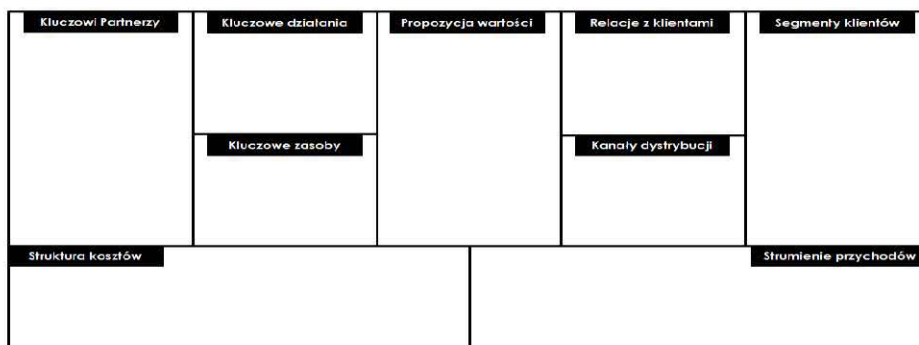 Kluczowi Partnerzy
Kluczowe działania
Propozycja wartości
Relacje z klientami
Segmenty klientów
Kluczowe zasoby
Kanały dystrybucji
Struktura kosztów
Strumienie przychodów